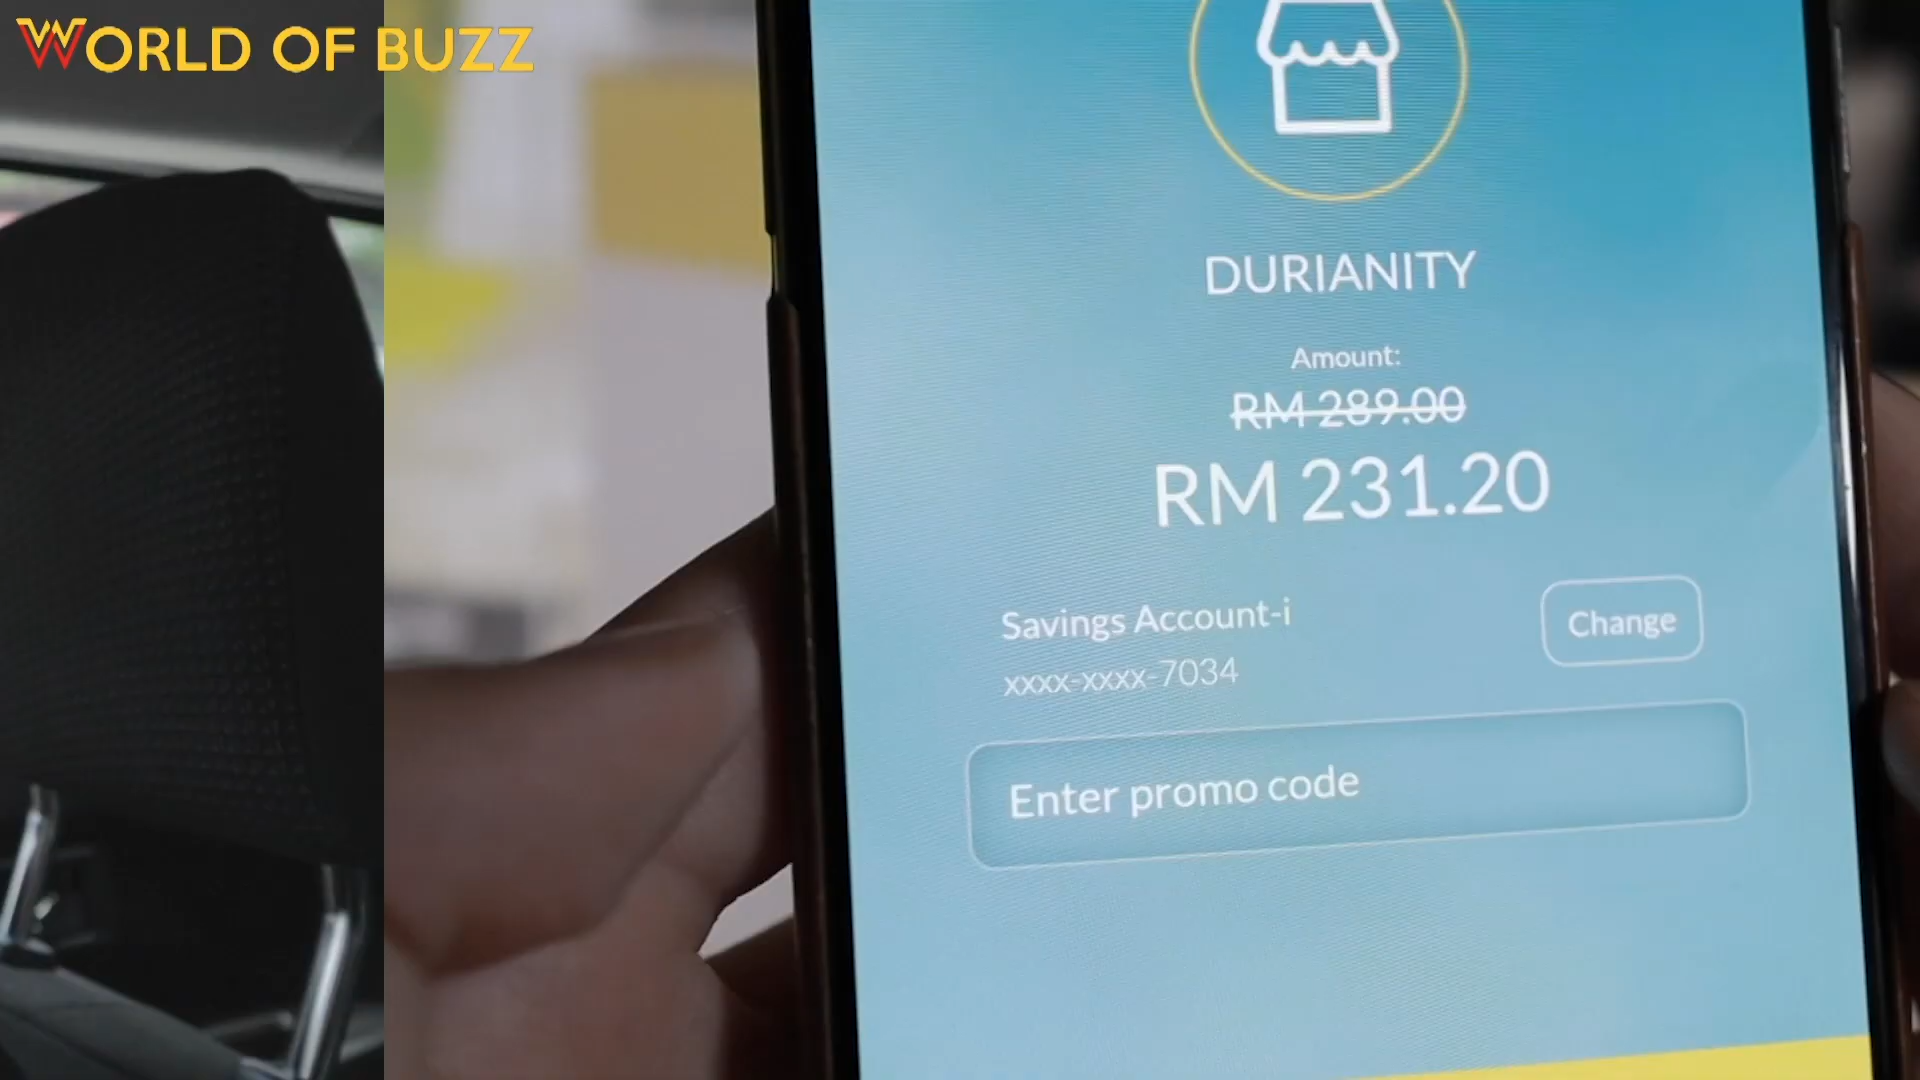 WORLD OF BUZZ
DURIANITY
Amount:
RM 289.00
RM 231.20
Savings Account-i
Change
xxxx-xxxx-7034
Enter promo code